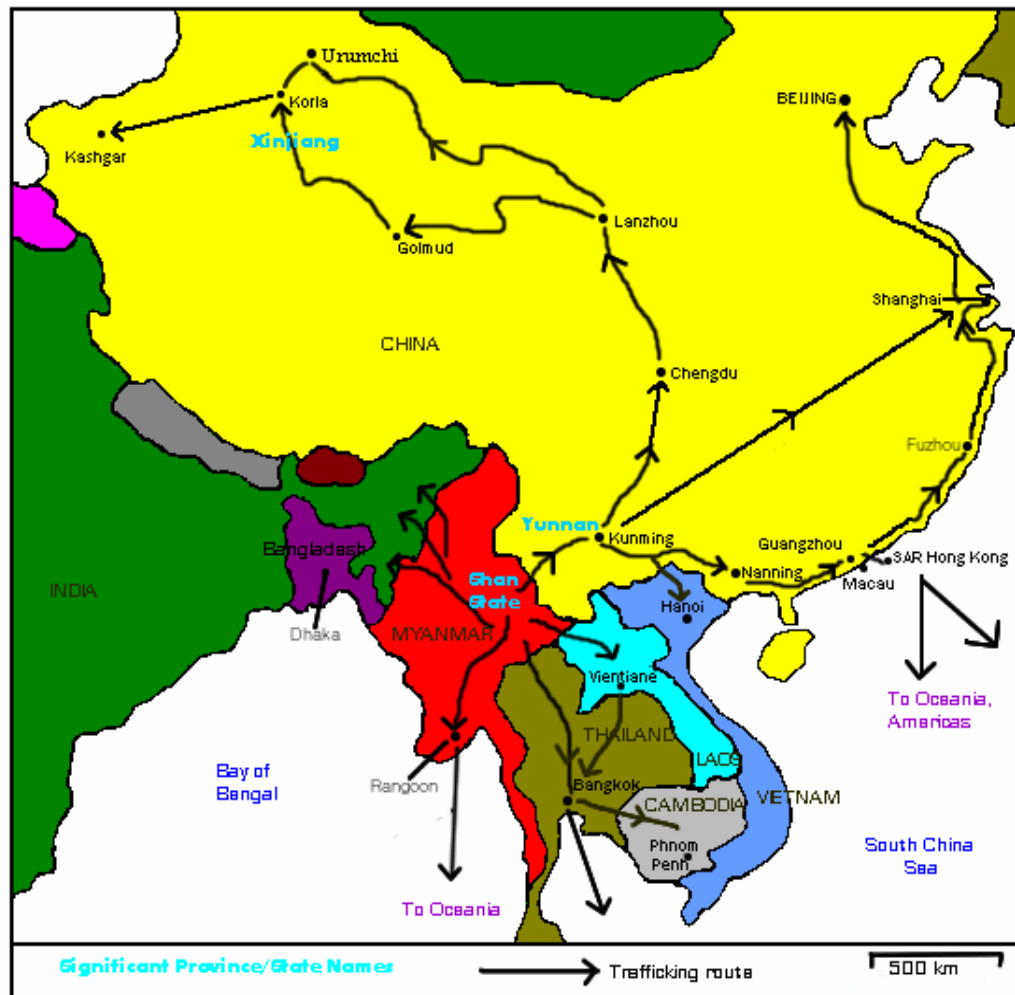 Urumchi
Korla
BEIJING
Xinjiang
Kashgar
Lanzhou
Golmud
Shanghai
CHINA
Chengdu
Fuzhou
Yunnan
Kunming
Bangladesh
Guangzhou
SAR Hong Kong
Nanning
Macau
INDIA
Shan
State
Hanoi
Dhaka
MYANMAR
Vientiane
To Oceania,
Americas
THAILAND
LAOS
Bay of
Bengal
Rangoon
Bangkok
CAMBODIA
VIETNAM
Phnom
Penh
South China
Sea
To Oceania
Significant Province/State Names
Trafficking route
500 km